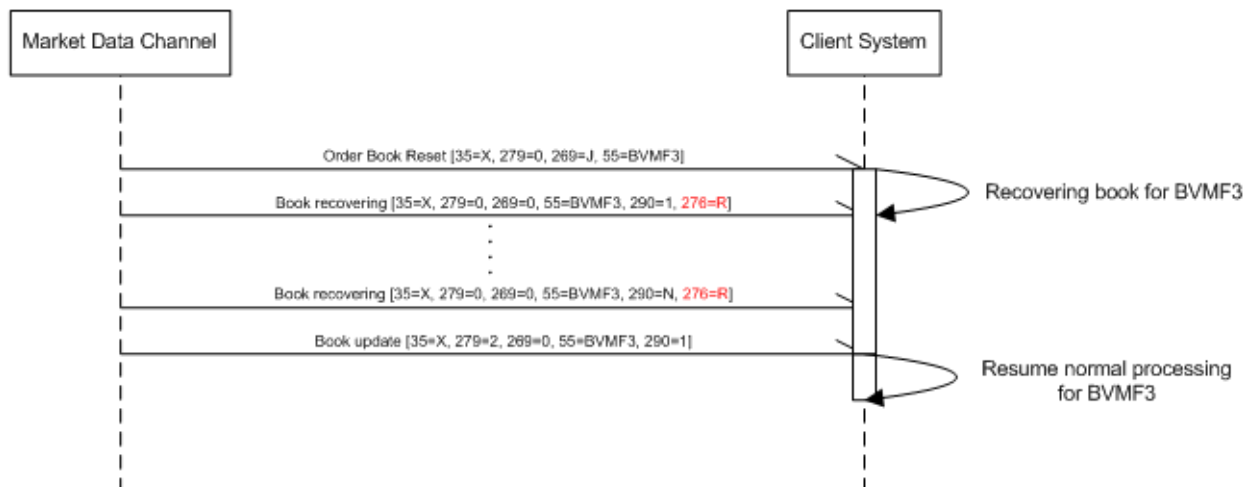 Market Data Channel
Client System
Order Book Reset [35=X, 279=0, 269=J, 55=BVMF3]
Recovering book for BVMF3
Book recovering [35=X, 279=0, 269=0, 55=BVMF3, 290=1, 276=R]
Book recovering [35=X, 279=0, 269=0, 55=BVMF3, 290=N, 276=R]
Book update [35=X, 279=2, 269=0, 55=BVMF3, 290=1]
Resume normal processing
for BVMF3